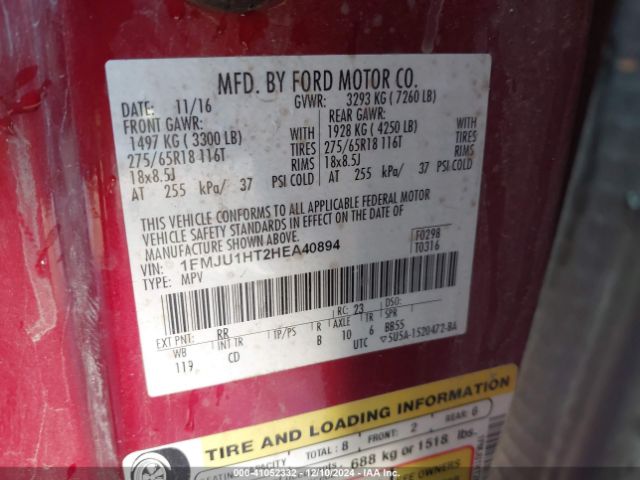 MFD. BY FORD MOTOR CO.
DATE: 11/16 GVWR: 3293 KG ( 7260 LB)
FRONT GAWR: REAR GAWR:
1497 KG ( 3300 LB) WITH 1928 KG ( 4250 LB) WITH
275/65R18 116T TIRES 275/65R18 116T TIRES
18x8.5J RIMS 18x8.5J RIMS
AT 255 kPa/ 37 PSI COLD AT 255 kPa/ 37 PSI COLD
THIS VEHICLE CONFORMS TO ALL APPLICABLE FEDERAL MOTOR
VEHICLE SAFETY STANDARDS IN EFFECT ON THE DATE OF
MANUFACTURE SHOWN ABOVE. F0298
VIN: 1FMJU1HT2HEA40894 T0316
TYPE: MPV
RC: 23 DSO:
EXT PNT: RR TP/PS R AXLE TR SPR
WB INT TR 8 10 6 BB55
119 CD UTC 5U5A-1520472-BA
TIRE AND LOADING INFORMATION
TOTAL: 8 FRONT: 2 REAR: 6
CAPACITY
688 kg or 1518 lbs.
OWNERS
000-41052332 - 12/10/2024 - IAA